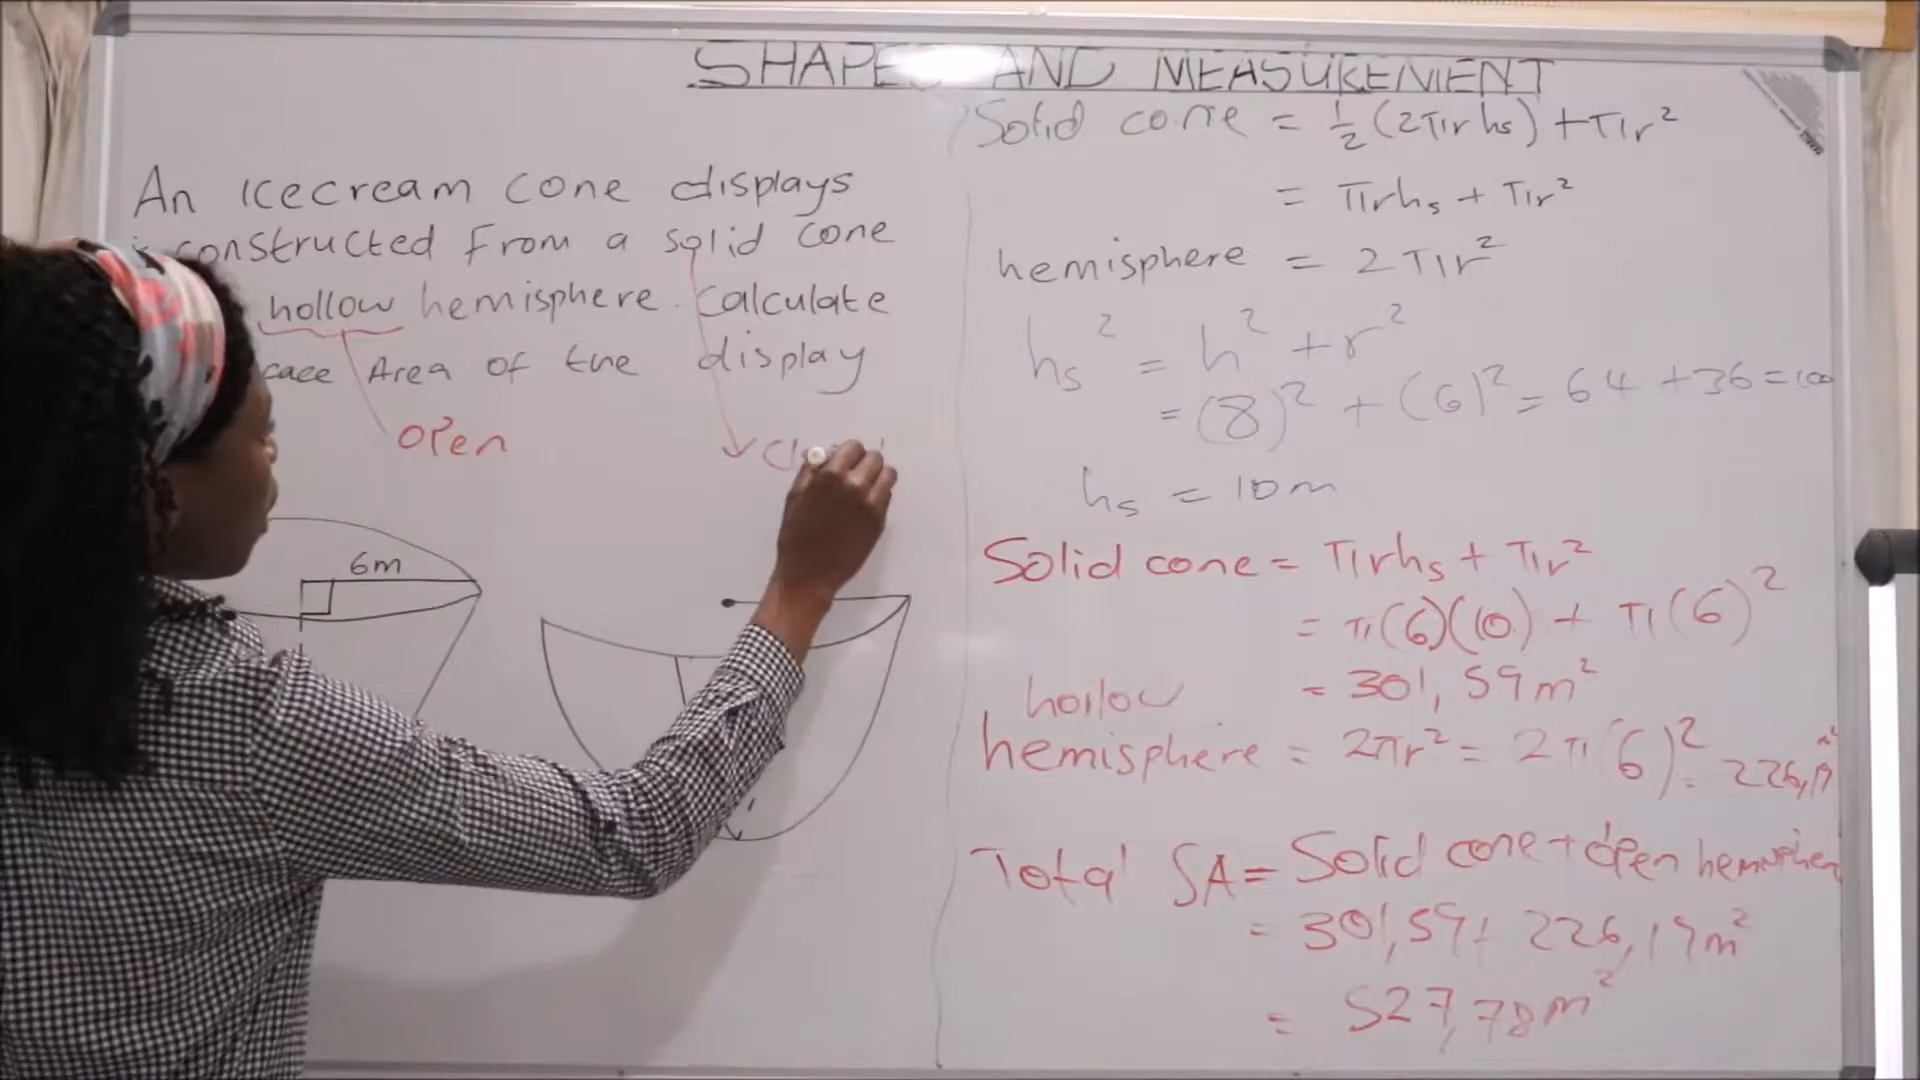 SHAPES AND MEASUREMENT
An icecream cone displays
constructed from a solid cone
hollow hemisphere. Calculate
Area of the display
Open
6m
Solid cone = 1/2 (2πrhs) + πr²
= πrhs + πr²
hemisphere = 2πr²
hs² = h² + r²
= (8)² + (6)² = 64 + 36 = 100
hs = 10m
Solid cone = πrhs + πr²
= π(6)(10) + π(6)²
= 301,59m²
hollow
hemisphere = 2πr² = 2π(6)² = 226,19 m²
Total SA = Solid cone + open
= 301,59 + 226,19m²
= 527,78m²